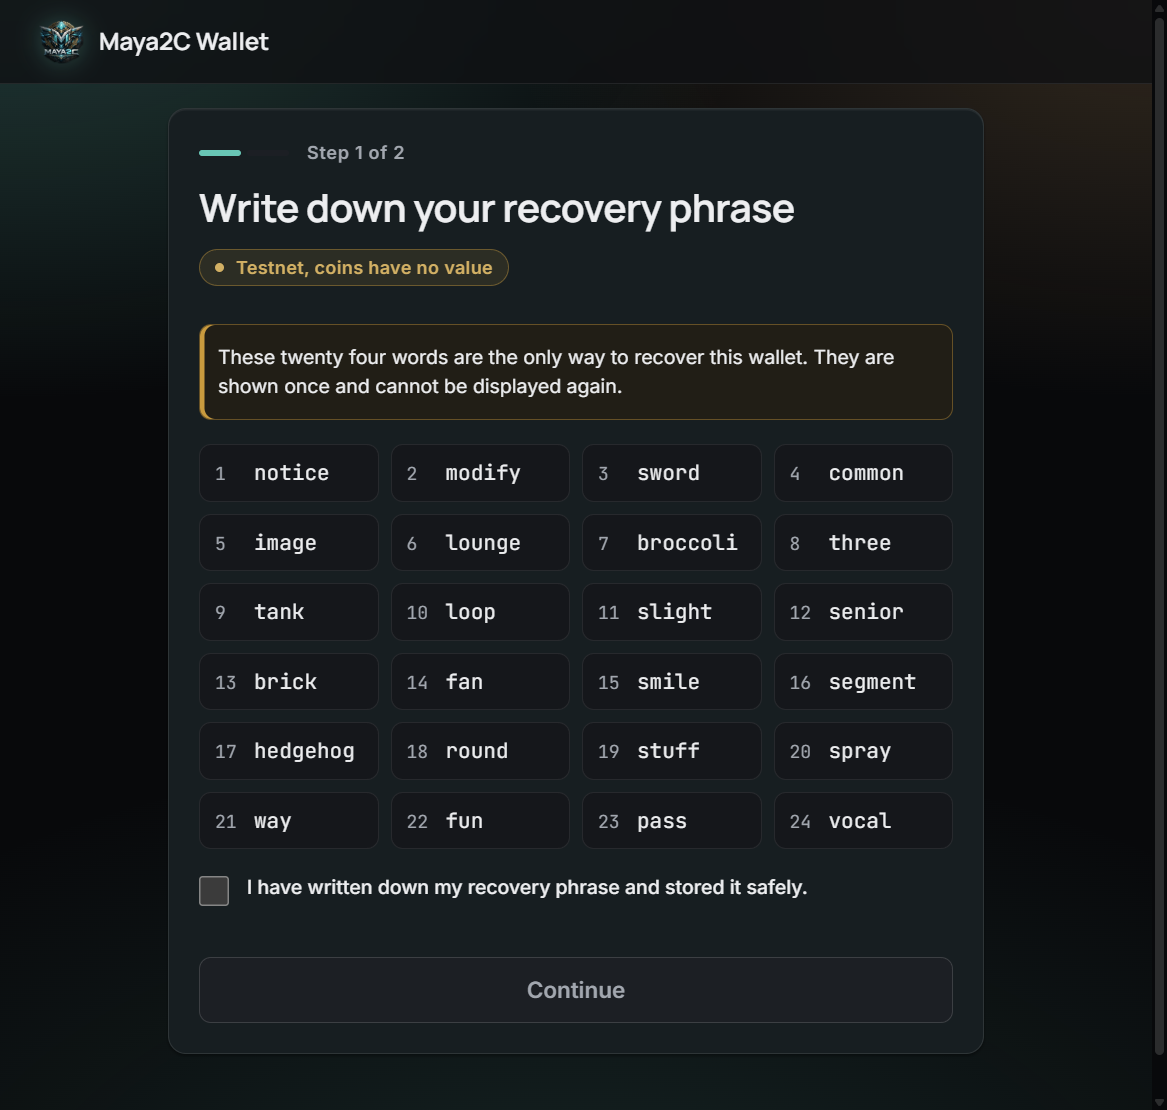 MAYA2C
Maya2C Wallet
Step 1 of 2
Write down your recovery phrase
Testnet, coins have no value
These twenty four words are the only way to recover this wallet. They are
shown once and cannot be displayed again.
1 notice 2 modify 3 sword 4 common
5 image 6 lounge 7 broccoli 8 three
9 tank 10 loop 11 slight 12 senior
13 brick 14 fan 15 smile 16 segment
17 hedgehog 18 round 19 stuff 20 spray
21 way 22 fun 23 pass 24 vocal
I have written down my recovery phrase and stored it safely.
Continue